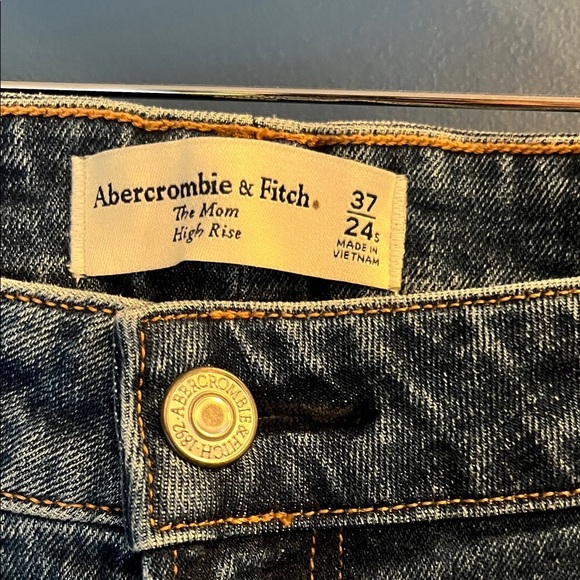 Abercrombie & Fitch.
The Mom
High Rise
37
24s
MADE IN
VIETNAM
ABERCROMBIE & FITCH · 1892 ·